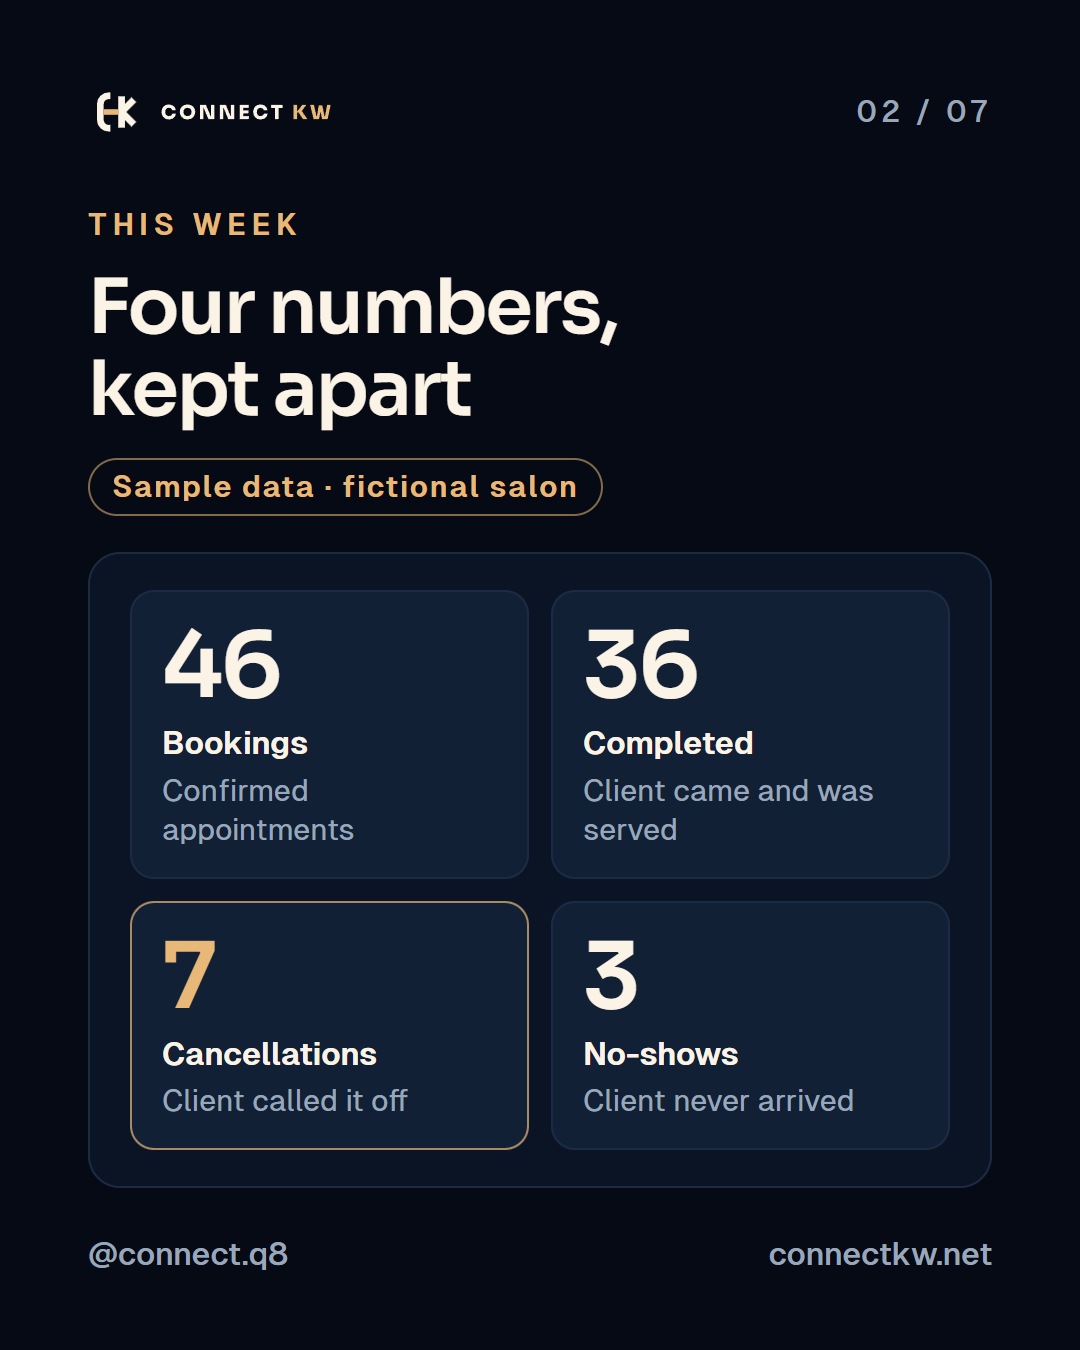 CONNECT KW
02 / 07
THIS WEEK
Four numbers,
kept apart
Sample data · fictional salon
46
Bookings
Confirmed
appointments
36
Completed
Client came and was
served
7
Cancellations
Client called it off
3
No-shows
Client never arrived
@connect.q8
connectkw.net